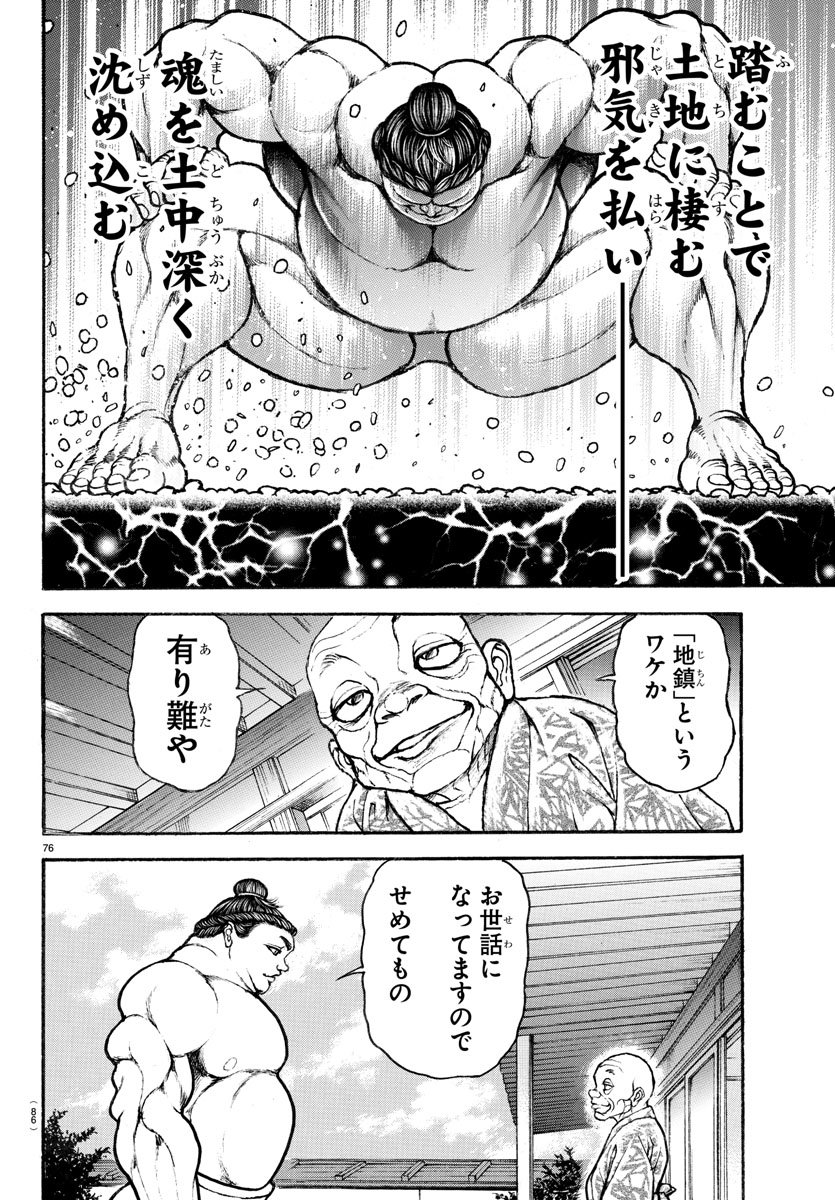 踏むことで
土地に棲む
邪気を払い――
魂を土中深く
沈め込む
「地鎮」という
ワケか
有り難や
お世話に
なってますので
せめてもの
76
(86)